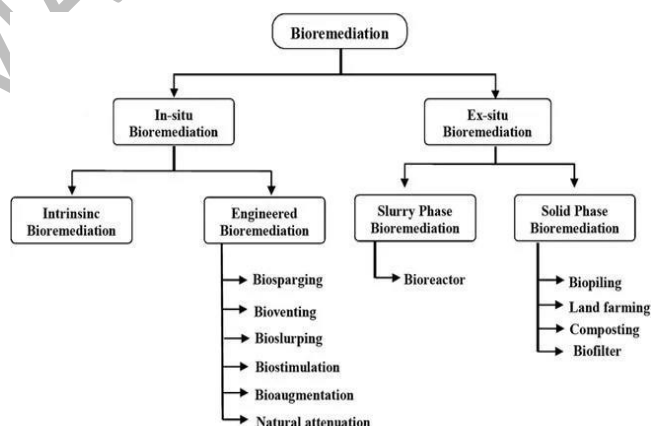 Bioremediation
In-situ
Bioremediation
Ex-situ
Bioremediation
Intrinsinc
Bioremediation
Engineered
Bioremediation
Slurry Phase
Bioremediation
Solid Phase
Bioremediation
Biosparging
Bioventing
Bioslurping
Biostimulation
Bioaugmentation
Natural attenuation
Bioreactor
Biopiling
Land farming
Composting
Biofilter